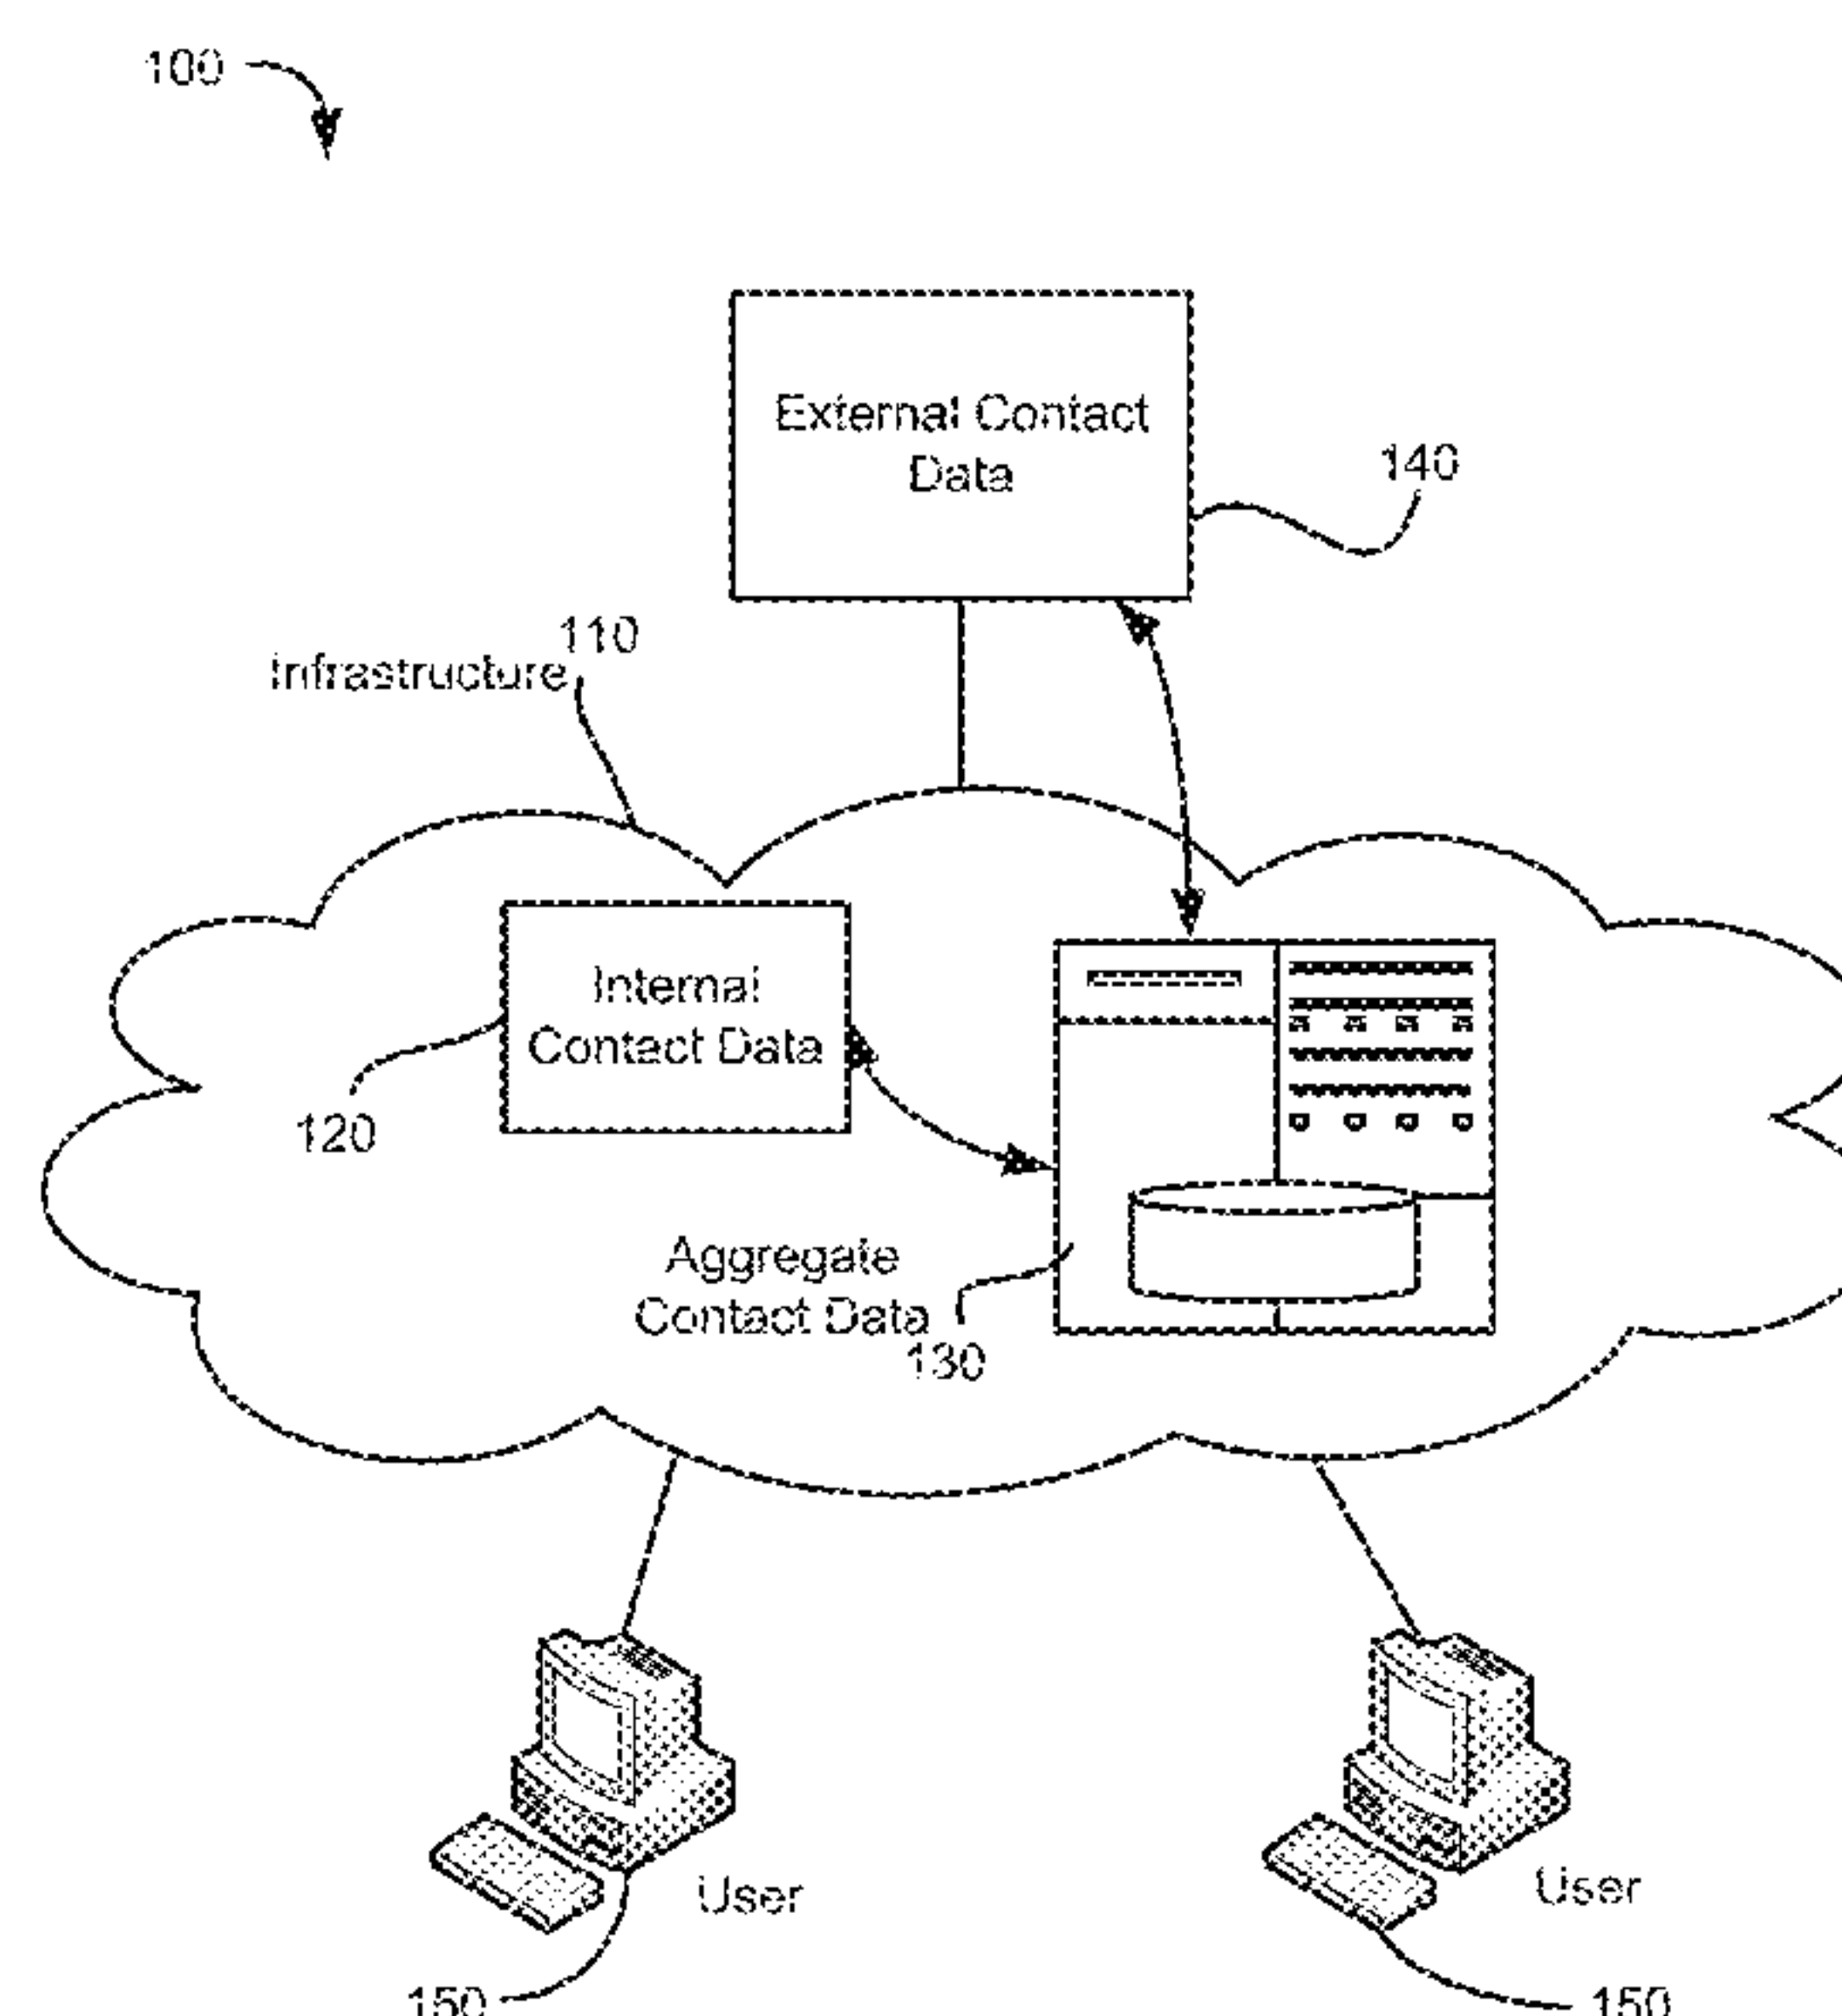 100
External Contact
Data
140
110
Infrastructure
Internal
Contact Data
120
Aggregate
Contact Data
130
User
User
150
150